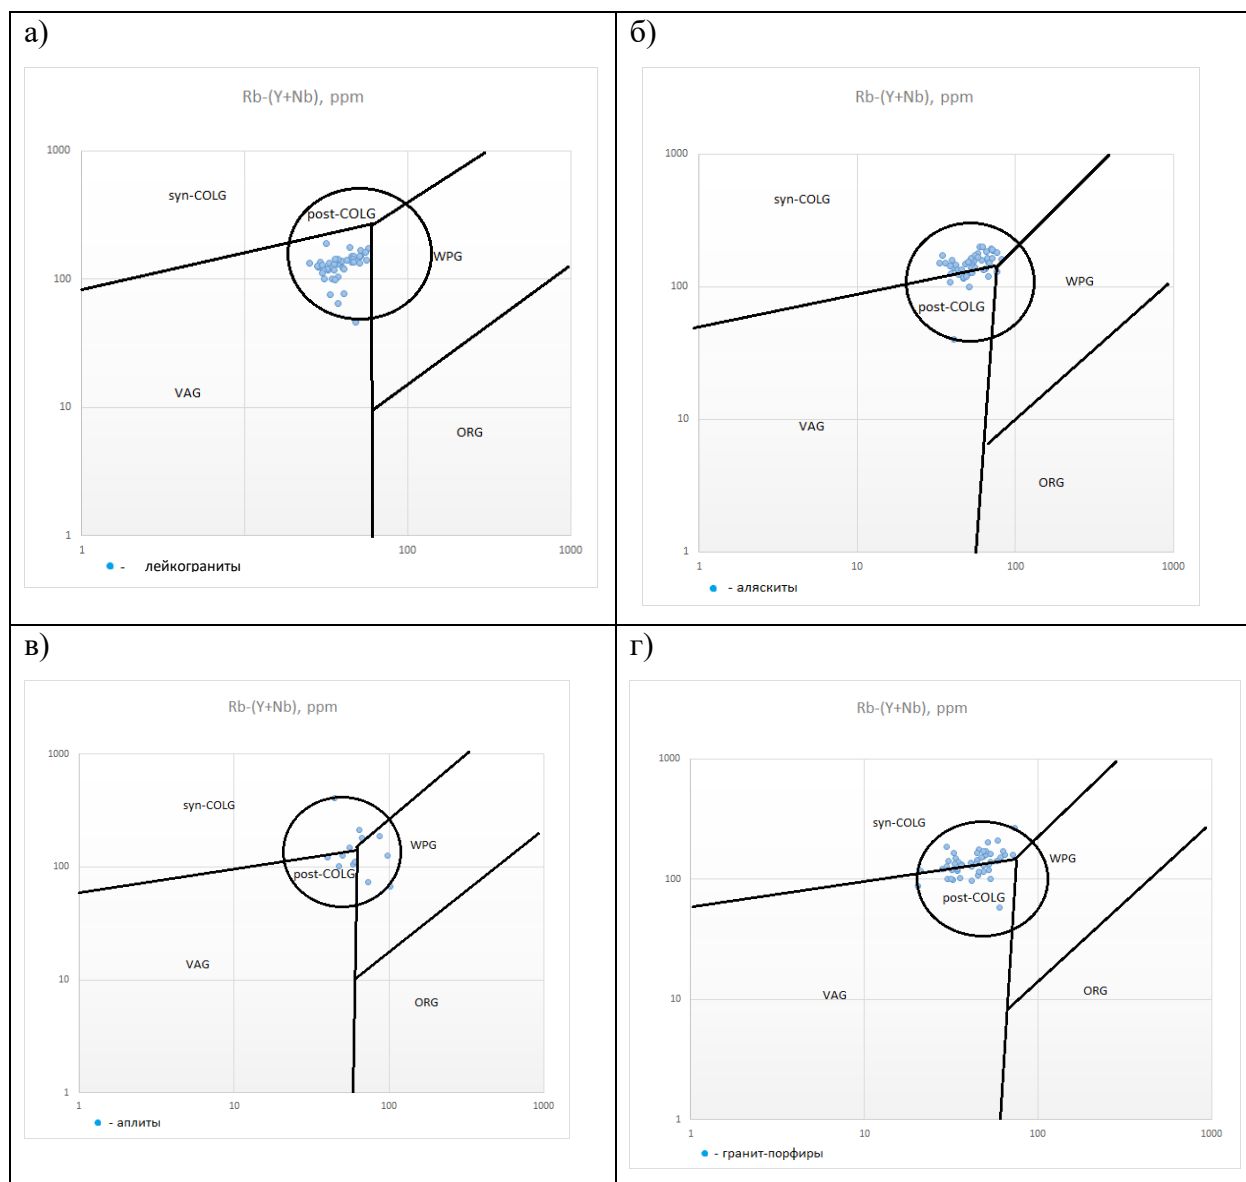 а)
Rb-(Y+Nb), ppm
1000
syn-COLG
post-COLG
WPG
100
VAG
10
ORG
1
1 100 1000
- лейкограниты
б)
Rb-(Y+Nb), ppm
1000
syn-COLG
WPG
100
post-COLG
10
VAG
ORG
1
1 10 100 1000
- аляскиты
в)
Rb-(Y+Nb), ppm
1000
syn-COLG
WPG
100
post-COLG
VAG
10
ORG
1
1 10 100 1000
- аплиты
г)
Rb-(Y+Nb), ppm
1000
syn-COLG
WPG
100
post-COLG
VAG
ORG
10
1
1 10 100 1000
- гранит-порфиры